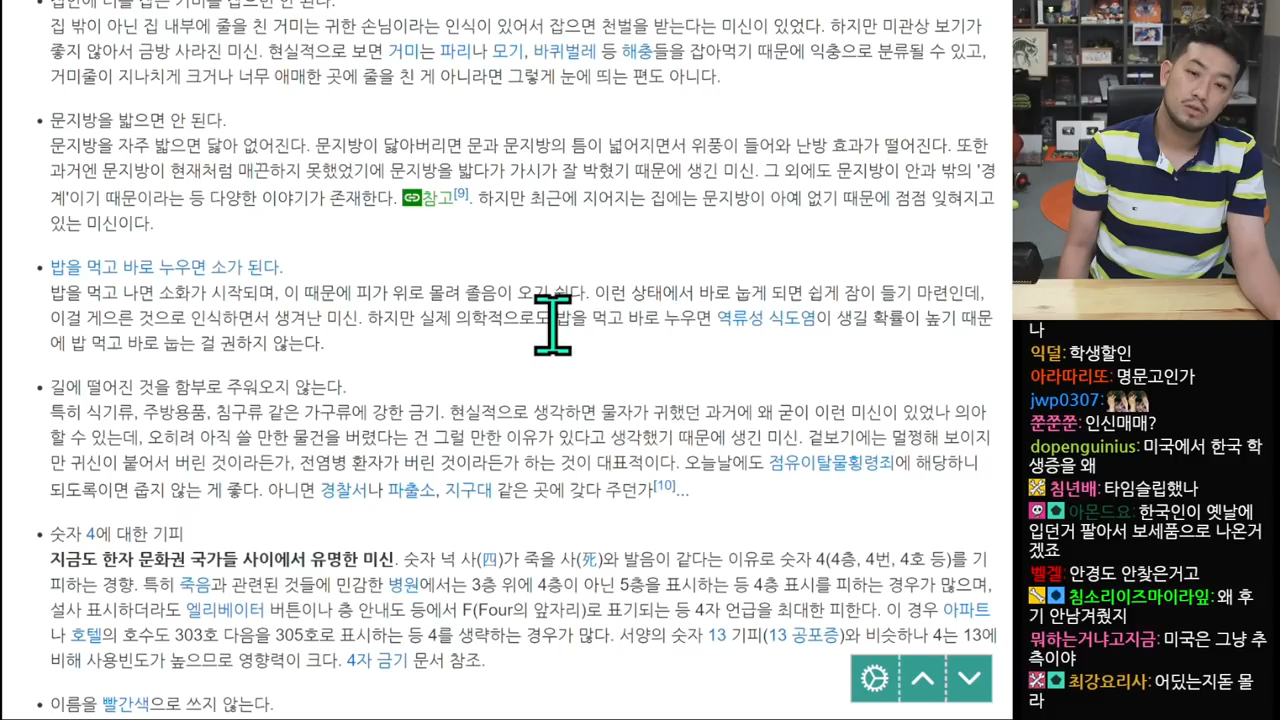 집 밖이 아닌 집 내부에 줄을 친 거미는 귀한 손님이라는 인식이 있어서 잡으면 천벌을 받는다는 미신이 있었다. 하지만 미관상 보기가
좋지 않아서 금방 사라진 미신. 현실적으로 보면 거미는 파리나 모기, 바퀴벌레 등 해충들을 잡아먹기 때문에 익충으로 분류될 수 있고,
거미줄이 지나치게 크거나 너무 애매한 곳에 줄을 친 게 아니라면 그렇게 눈에 띄는 편도 아니다.
• 문지방을 밟으면 안 된다.
문지방을 자주 밟으면 닳아 없어진다. 문지방이 닳아버리면 문과 문지방의 틈이 넓어지면서 위풍이 들어와 난방 효과가 떨어진다. 또한
과거엔 문지방이 현재처럼 매끈하지 못했었기에 문지방을 밟다가 가시가 잘 박혔기 때문에 생긴 미신. 그 외에도 문지방이 안과 밖의 '경
계'이기 때문이라는 등 다양한 이야기가 존재한다. 참고[9]. 하지만 최근에 지어지는 집에는 문지방이 아예 없기 때문에 점점 잊혀지고
있는 미신이다.
• 밥을 먹고 바로 누우면 소가 된다.
밥을 먹고 나면 소화가 시작되며, 이 때문에 피가 위로 몰려 졸음이 오기 쉽다. 이런 상태에서 바로 눕게 되면 쉽게 잠이 들기 마련인데,
이걸 게으른 것으로 인식하면서 생겨난 미신. 하지만 실제 의학적으로도 밥을 먹고 바로 누우면 역류성 식도염이 생길 확률이 높기 때문
에 밥 먹고 바로 눕는 걸 권하지 않는다.
• 길에 떨어진 것을 함부로 주워오지 않는다.
특히 식기류, 주방용품, 침구류 같은 가구류에 강한 금기. 현실적으로 생각하면 물자가 귀했던 과거에 왜 굳이 이런 미신이 있었나 의아
할 수 있는데, 오히려 아직 쓸 만한 물건을 버렸다는 건 그럴 만한 이유가 있다고 생각했기 때문에 생긴 미신. 겉보기에는 멀쩡해 보이지
만 귀신이 붙어서 버린 것이라든가, 전염병 환자가 버린 것이라든가 하는 것이 대표적이다. 오늘날에도 점유이탈물횡령죄에 해당하니
되도록이면 줍지 않는 게 좋다. 아니면 경찰서나 파출소, 지구대 같은 곳에 갖다 주던가[10]...
• 숫자 4에 대한 기피
지금도 한자 문화권 국가들 사이에서 유명한 미신. 숫자 넉 사(四)가 죽을 사(死)와 발음이 같다는 이유로 숫자 4(4층, 4번, 4호 등)를 기
피하는 경향. 특히 죽음과 관련된 것들에 민감한 병원에서는 3층 위에 4층이 아닌 5층을 표시하는 등 4층 표시를 피하는 경우가 많으며,
설사 표시하더라도 엘리베이터 버튼이나 층 안내도 등에서 F(Four의 앞자리)로 표기되는 등 4자 언급을 최대한 피한다. 이 경우 아파트
나 호텔의 호수도 303호 다음을 305호로 표시하는 등 4를 생략하는 경우가 많다. 서양의 숫자 13 기피(13 공포증)와 비슷하나 4는 13에
비해 사용빈도가 높으므로 영향력이 크다. 4자 금기 문서 참조.
• 이름을 빨간색으로 쓰지 않는다.
나
익덜: 학생할인
아라따리또: 명문고인가
jwp0307:
쭌쭌쭌: 인신매매?
dopenguinius: 미국에서 한국 학
생증을 왜
침년배: 타임슬립했나
아몬드요: 한국인이 옛날에
입던거 팔아서 보세품으로 나온거
겠죠
벨겔: 안경도 안찾은거고
침소리이즈마이라잎: 왜 후
기 안남겨줬지
뭐하는거냐고지금: 미국은 그냥 추
측이야
최강요리사: 어딨는지돋 몰
라